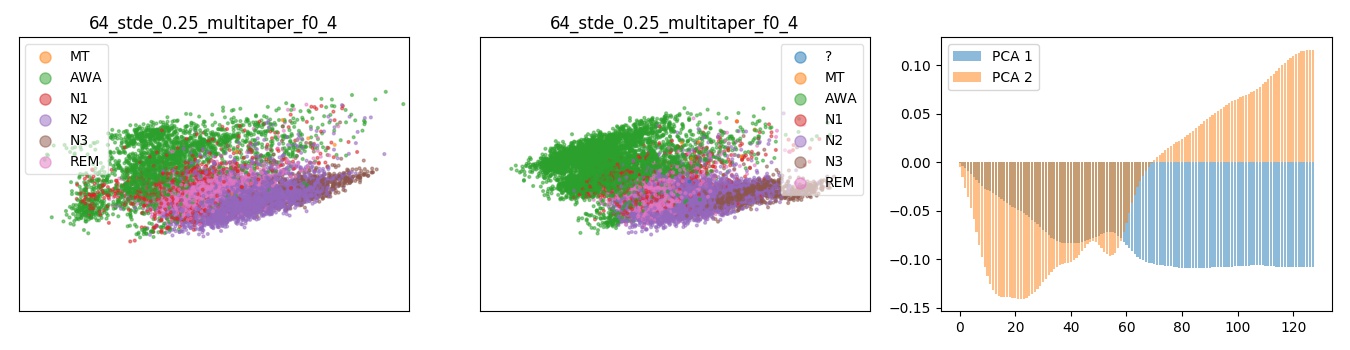 64_stde_0.25_multitaper_f0_4
MT
AWA
N1
N2
N3
REM
64_stde_0.25_multitaper_f0_4
?
MT
AWA
N1
N2
N3
REM
PCA 1
PCA 2
0.10
0.05
0.00
−0.05
−0.10
−0.15
0 20 40 60 80 100 120